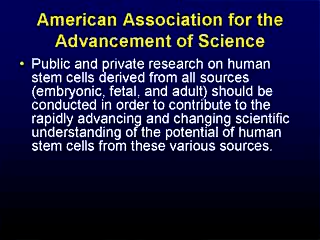 American Association for the
Advancement of Science
• Public and private research on human
stem cells derived from all sources
(embryonic, fetal, and adult) should be
conducted in order to contribute to the
rapidly advancing and changing scientific
understanding of the potential of human
stem cells from these various sources.